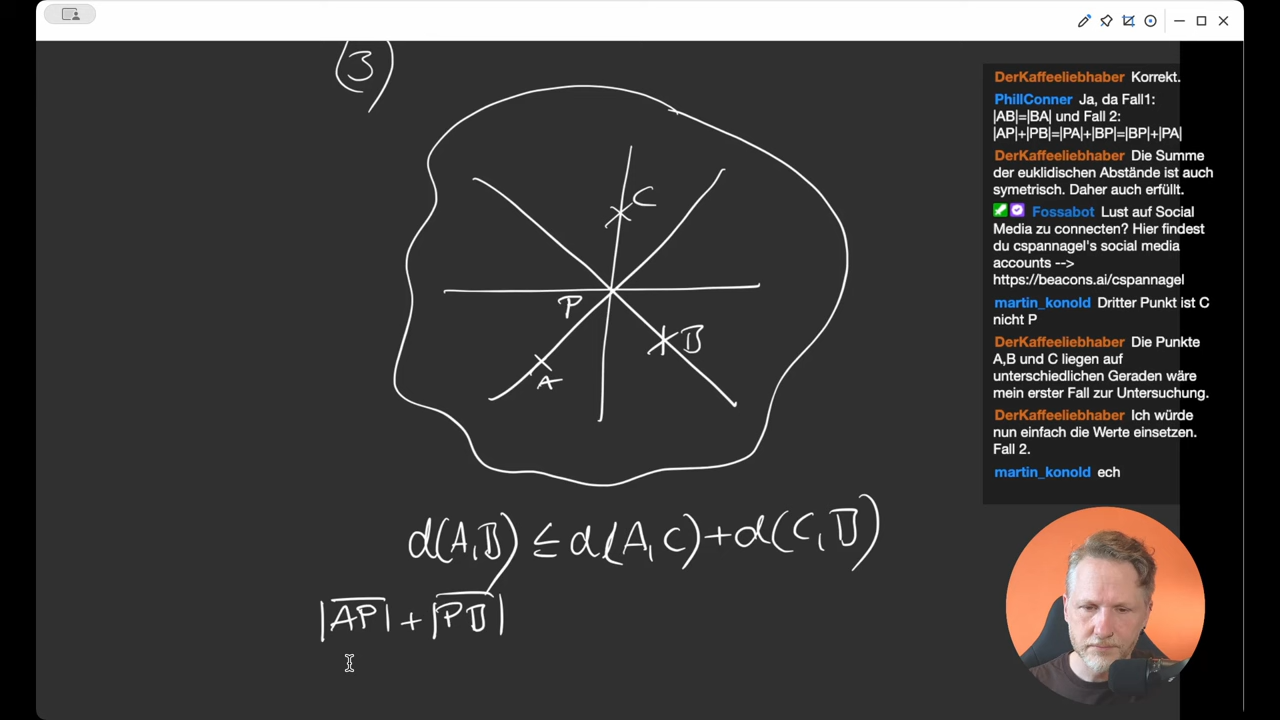 (3)
C
P
B
A
d(A,B) ≤ d(A,C)+d(C,B)
|AP| + |PB|
DerKaffeeliebhaber Korrekt.
PhillConner Ja, da Fall1:
|AB|=|BA| und Fall 2:
|AP|+|PB|=|PA|+|BP|=|BP|+|PA|
DerKaffeeliebhaber Die Summe
der euklidischen Abstände ist auch
symetrisch. Daher auch erfüllt.
Fossabot Lust auf Social
Media zu connecten? Hier findest
du cspannagel's social media
accounts -->
https://beacons.ai/cspannagel
martin_konold Dritter Punkt ist C
nicht P
DerKaffeeliebhaber Die Punkte
A,B und C liegen auf
unterschiedlichen Geraden wäre
mein erster Fall zur Untersuchung.
DerKaffeeliebhaber Ich würde
nun einfach die Werte einsetzen.
Fall 2.
martin_konold ech